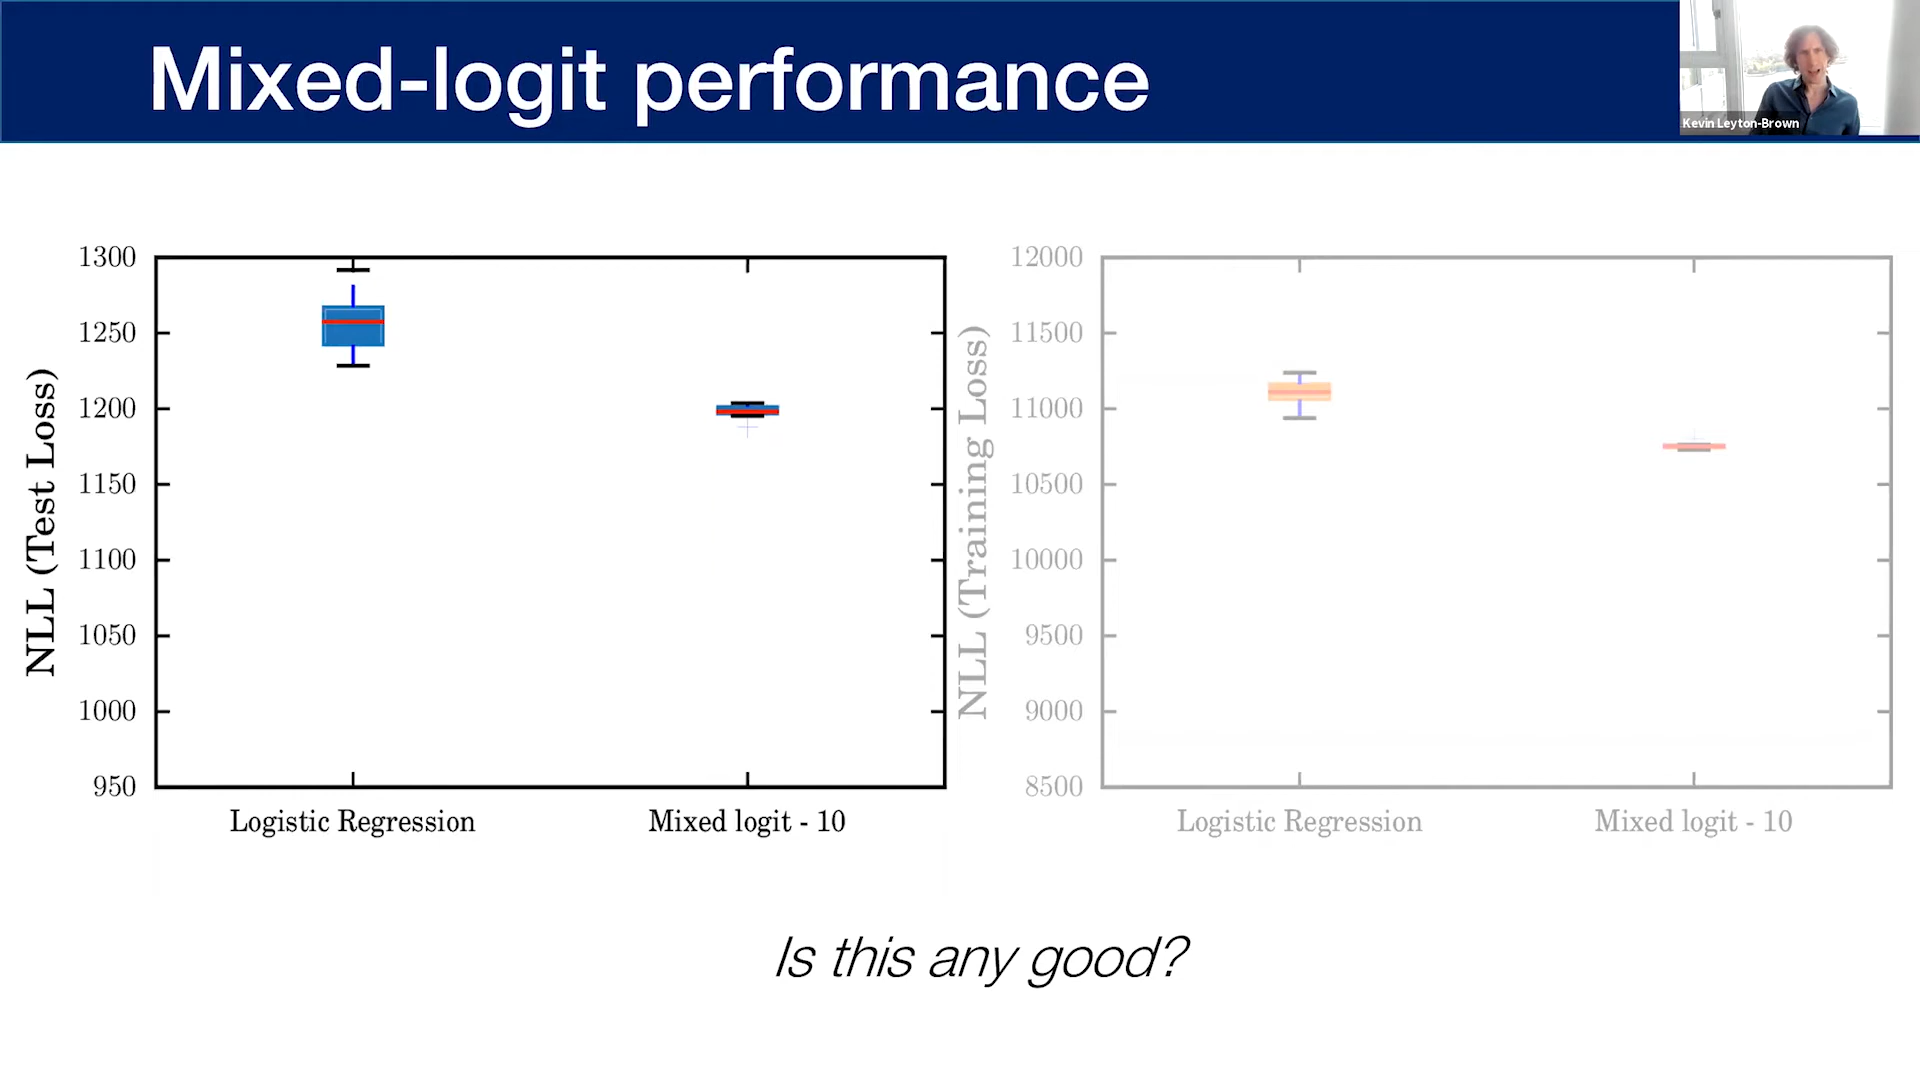 Mixed-logit performance
Kevin Leyton-Brown
NLL (Test Loss)
1300
1250
1200
1150
1100
1050
1000
950
Logistic Regression
Mixed logit - 10
NLL (Training Loss)
12000
11500
11000
10500
10000
9500
9000
8500
Logistic Regression
Mixed logit - 10
Is this any good?